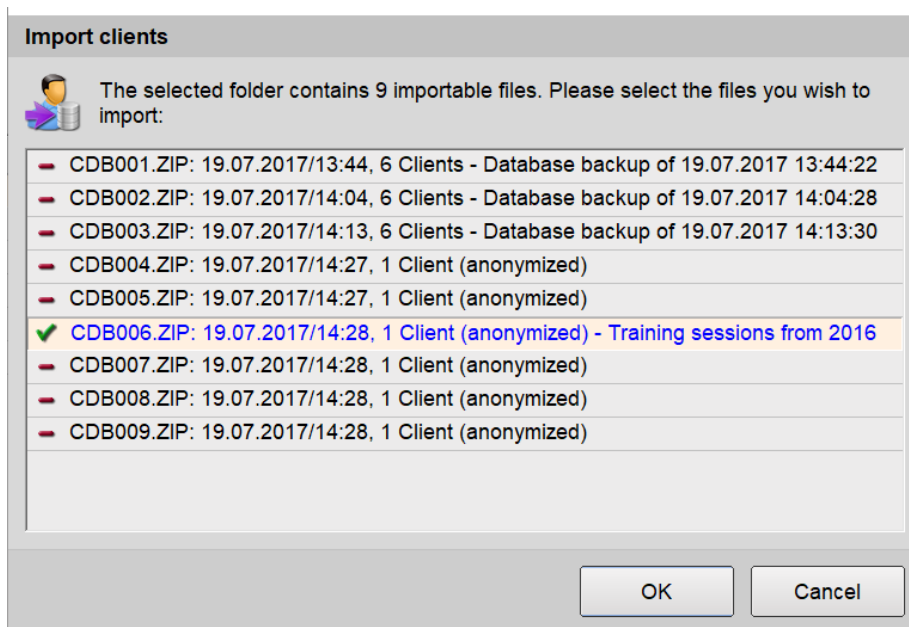 Import clients
The selected folder contains 9 importable files. Please select the files you wish to
import:
CDB001.ZIP: 19.07.2017/13:44, 6 Clients - Database backup of 19.07.2017 13:44:22
CDB002.ZIP: 19.07.2017/14:04, 6 Clients - Database backup of 19.07.2017 14:04:28
CDB003.ZIP: 19.07.2017/14:13, 6 Clients - Database backup of 19.07.2017 14:13:30
CDB004.ZIP: 19.07.2017/14:27, 1 Client (anonymized)
CDB005.ZIP: 19.07.2017/14:27, 1 Client (anonymized)
CDB006.ZIP: 19.07.2017/14:28, 1 Client (anonymized) - Training sessions from 2016
CDB007.ZIP: 19.07.2017/14:28, 1 Client (anonymized)
CDB008.ZIP: 19.07.2017/14:28, 1 Client (anonymized)
CDB009.ZIP: 19.07.2017/14:28, 1 Client (anonymized)
OK Cancel